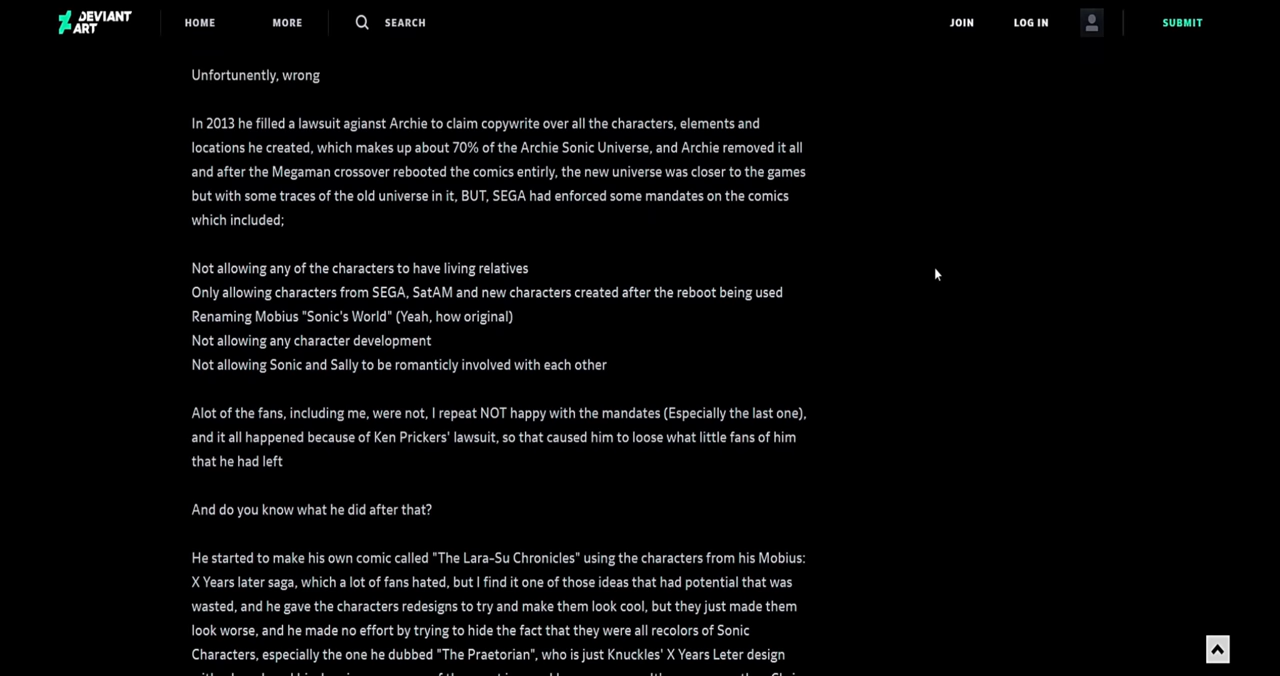 DEVIANT ART
HOME
MORE
SEARCH
JOIN
LOG IN
SUBMIT
Unfortunently, wrong
In 2013 he filled a lawsuit agianst Archie to claim copywrite over all the characters, elements and
locations he created, which makes up about 70% of the Archie Sonic Universe, and Archie removed it all
and after the Megaman crossover rebooted the comics entirly, the new universe was closer to the games
but with some traces of the old universe in it, BUT, SEGA had enforced some mandates on the comics
which included;
Not allowing any of the characters to have living relatives
Only allowing characters from SEGA, SatAM and new characters created after the reboot being used
Renaming Mobius "Sonic's World" (Yeah, how original)
Not allowing any character development
Not allowing Sonic and Sally to be romanticly involved with each other
Alot of the fans, including me, were not, I repeat NOT happy with the mandates (Especially the last one),
and it all happened because of Ken Prickers' lawsuit, so that caused him to loose what little fans of him
that he had left
And do you know what he did after that?
He started to make his own comic called "The Lara-Su Chronicles" using the characters from his Mobius:
X Years later saga, which a lot of fans hated, but I find it one of those ideas that had potential that was
wasted, and he gave the characters redesigns to try and make them look cool, but they just made them
look worse, and he made no effort by trying to hide the fact that they were all recolors of Sonic
Characters, especially the one he dubbed "The Praetorian", who is just Knuckles' X Years Leter design